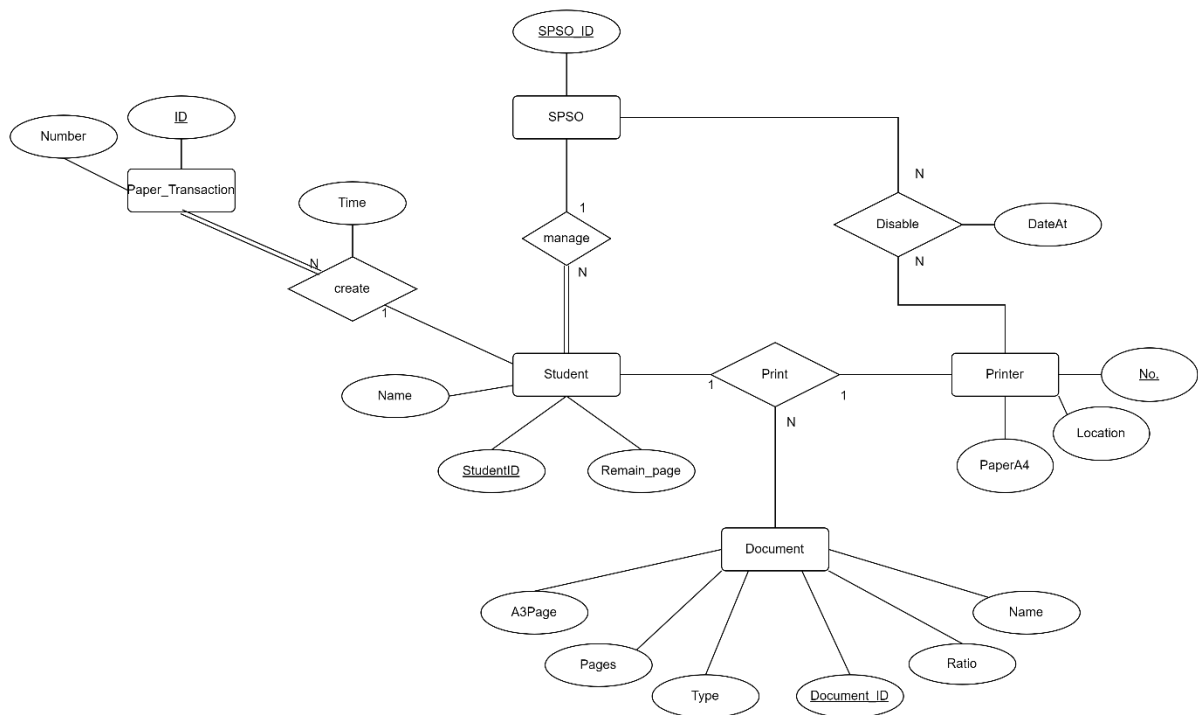 SPSO_ID
SPSO
ID
Number
Paper_Transaction
Time
N
create
1
1
manage
N
N
Disable
N
DateAt
Student
1
Print
1
N
Printer
No.
Location
PaperA4
Name
StudentID
Remain_page
Document
A3Page
Pages
Type
Document_ID
Ratio
Name